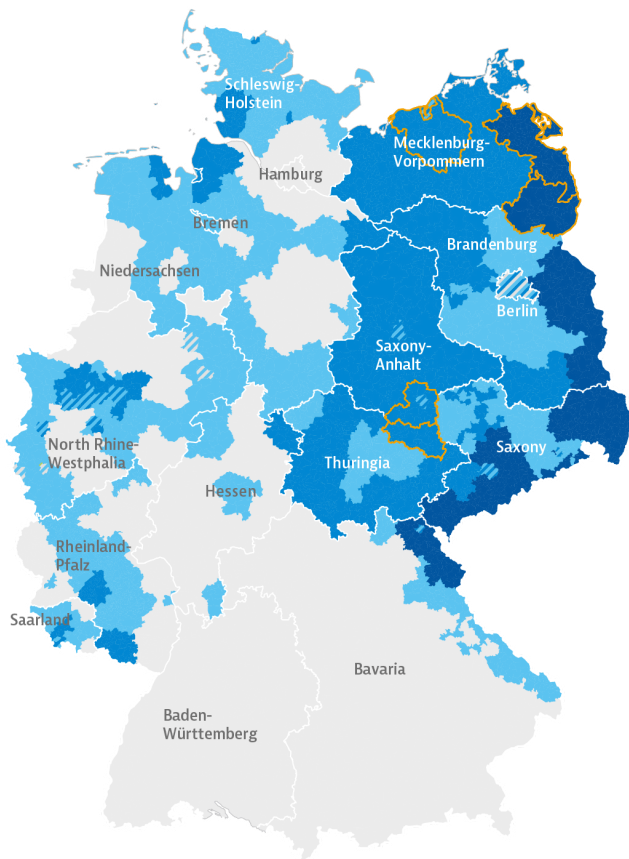 Schleswig-
Holstein
Mecklenburg-
Vorpommern
Hamburg
Bremen
Brandenburg
Niedersachsen
Berlin
Saxony-
Anhalt
North Rhine-
Westphalia
Saxony
Thuringia
Hessen
Rheinland-
Pfalz
Saarland
Bavaria
Baden-
Württemberg